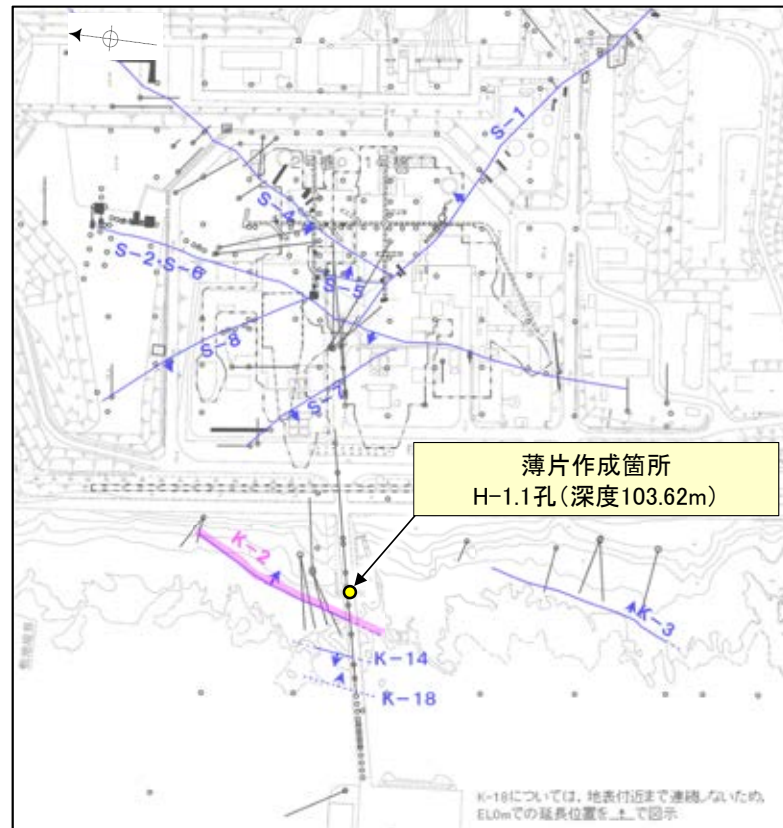 S-1
S-4
S-2・S-6
S-5
S-8
S-7
薄片作成箇所
H-1.1孔(深度103.62m)
K-2
K-3
K-14
K-18
K-18については、地表付近まで連続しないため、
EL0mでの延長位置を で図示